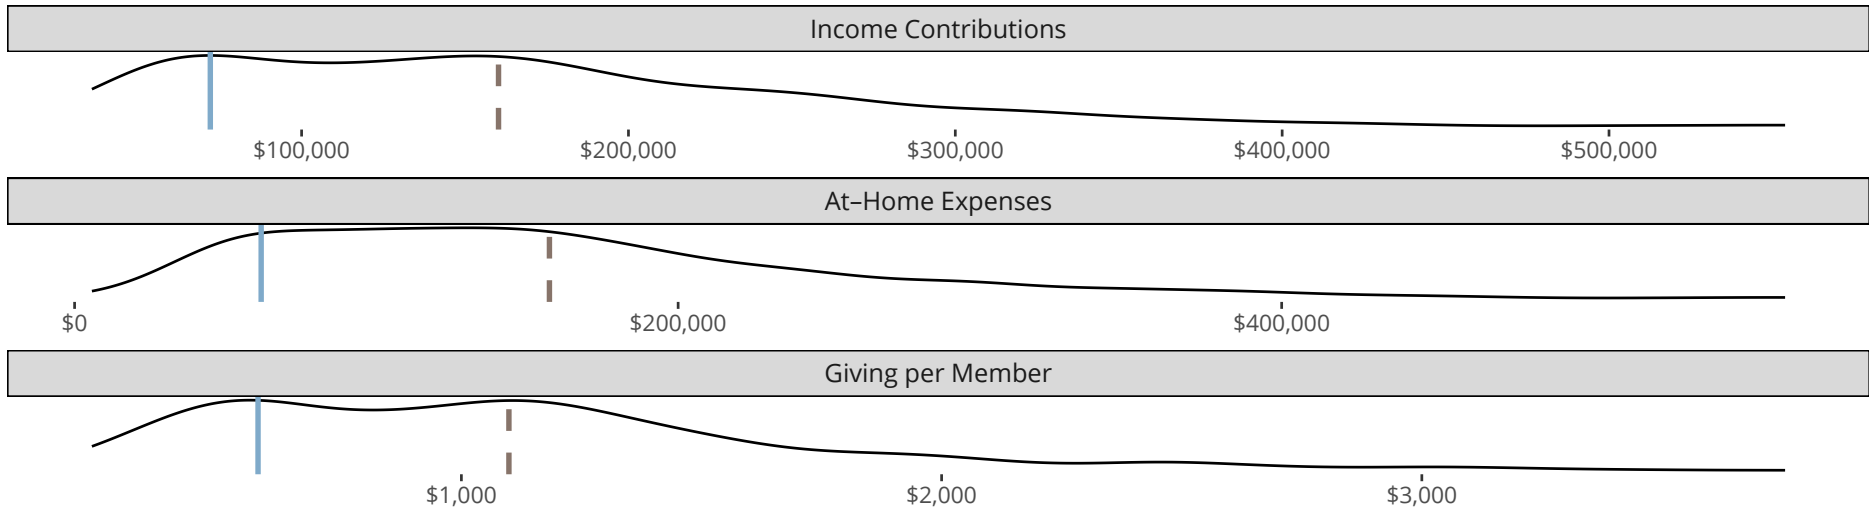 Income Contributions
$100,000 $200,000 $300,000 $400,000 $500,000
At–Home Expenses
$0 $200,000 $400,000
Giving per Member
$1,000 $2,000 $3,000